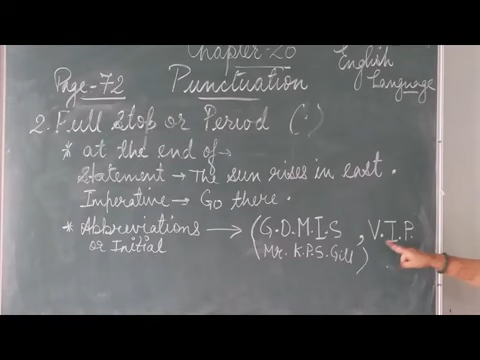 Chapter-20
English
Language
Page-72
Punctuation
2. Full Stop or Period (.)
* at the end of→
Statement → The sun rises in east.
Imperative → Go there.
* Abbreviations → (G.D.M.I.S , V.I.P.
or Initial
Mr. K.P.S. Gill)